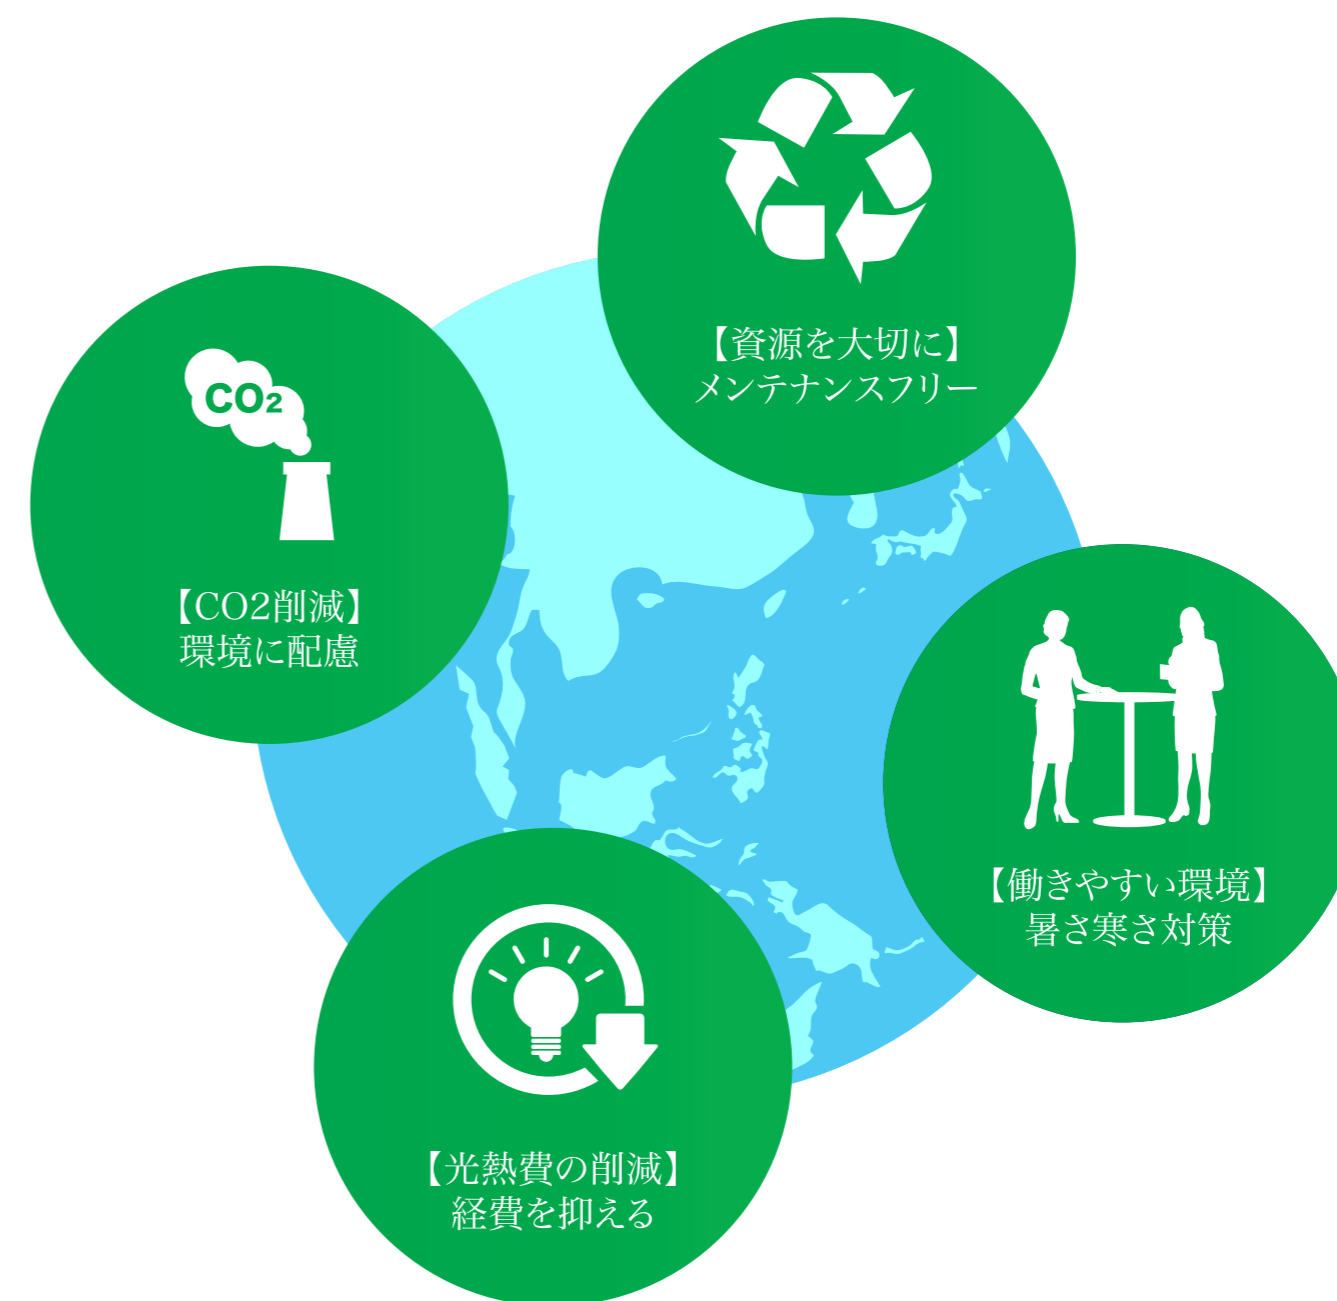 【資源を大切に】
メンテナンスフリー
CO2
【CO2削減】
環境に配慮
【働きやすい環境】
暑さ寒さ対策
【光熱費の削減】
経費を抑える